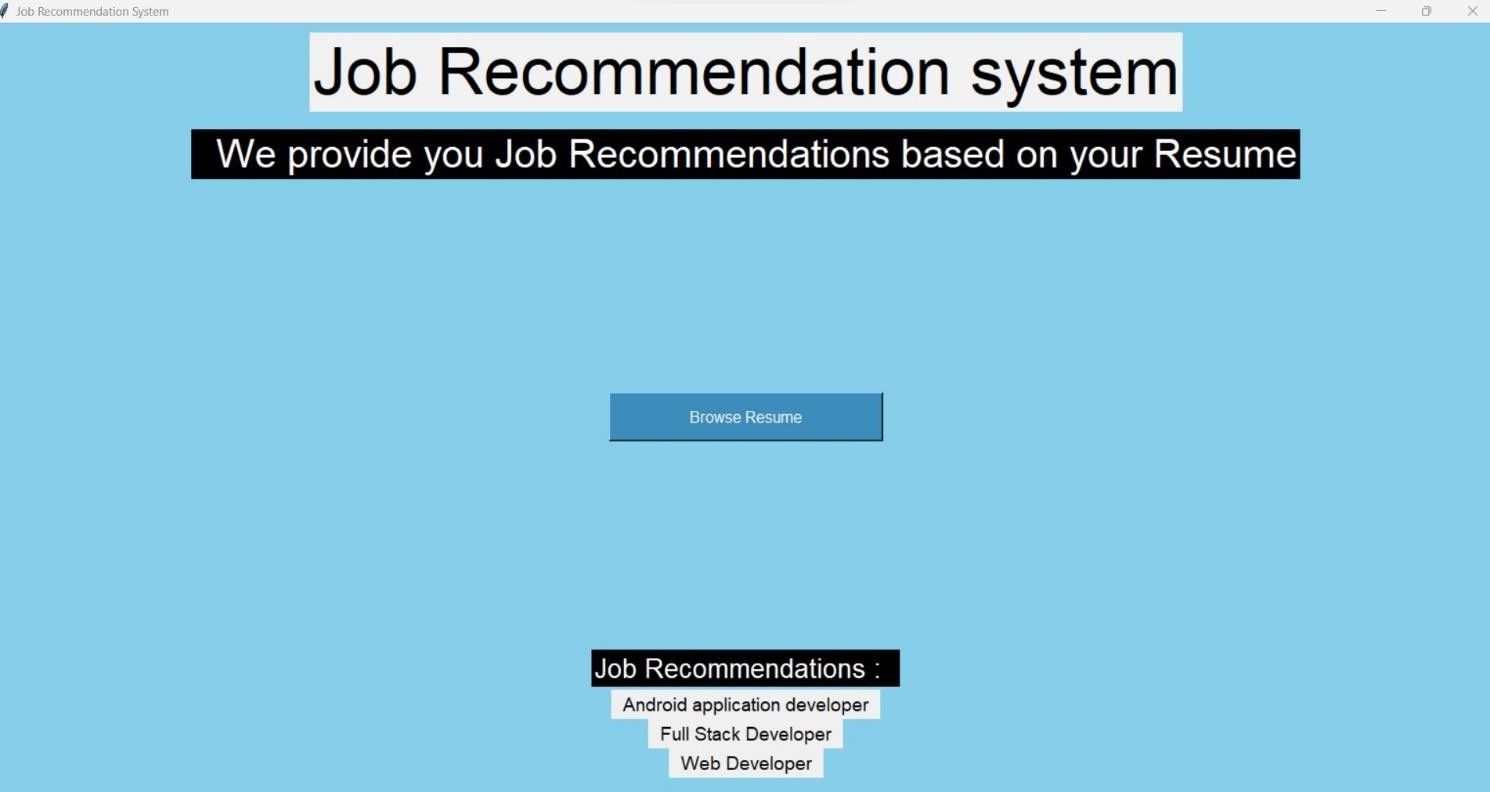 Job Recommendation System
Job Recommendation system
We provide you Job Recommendations based on your Resume
Browse Resume
Job Recommendations :
Android application developer
Full Stack Developer
Web Developer